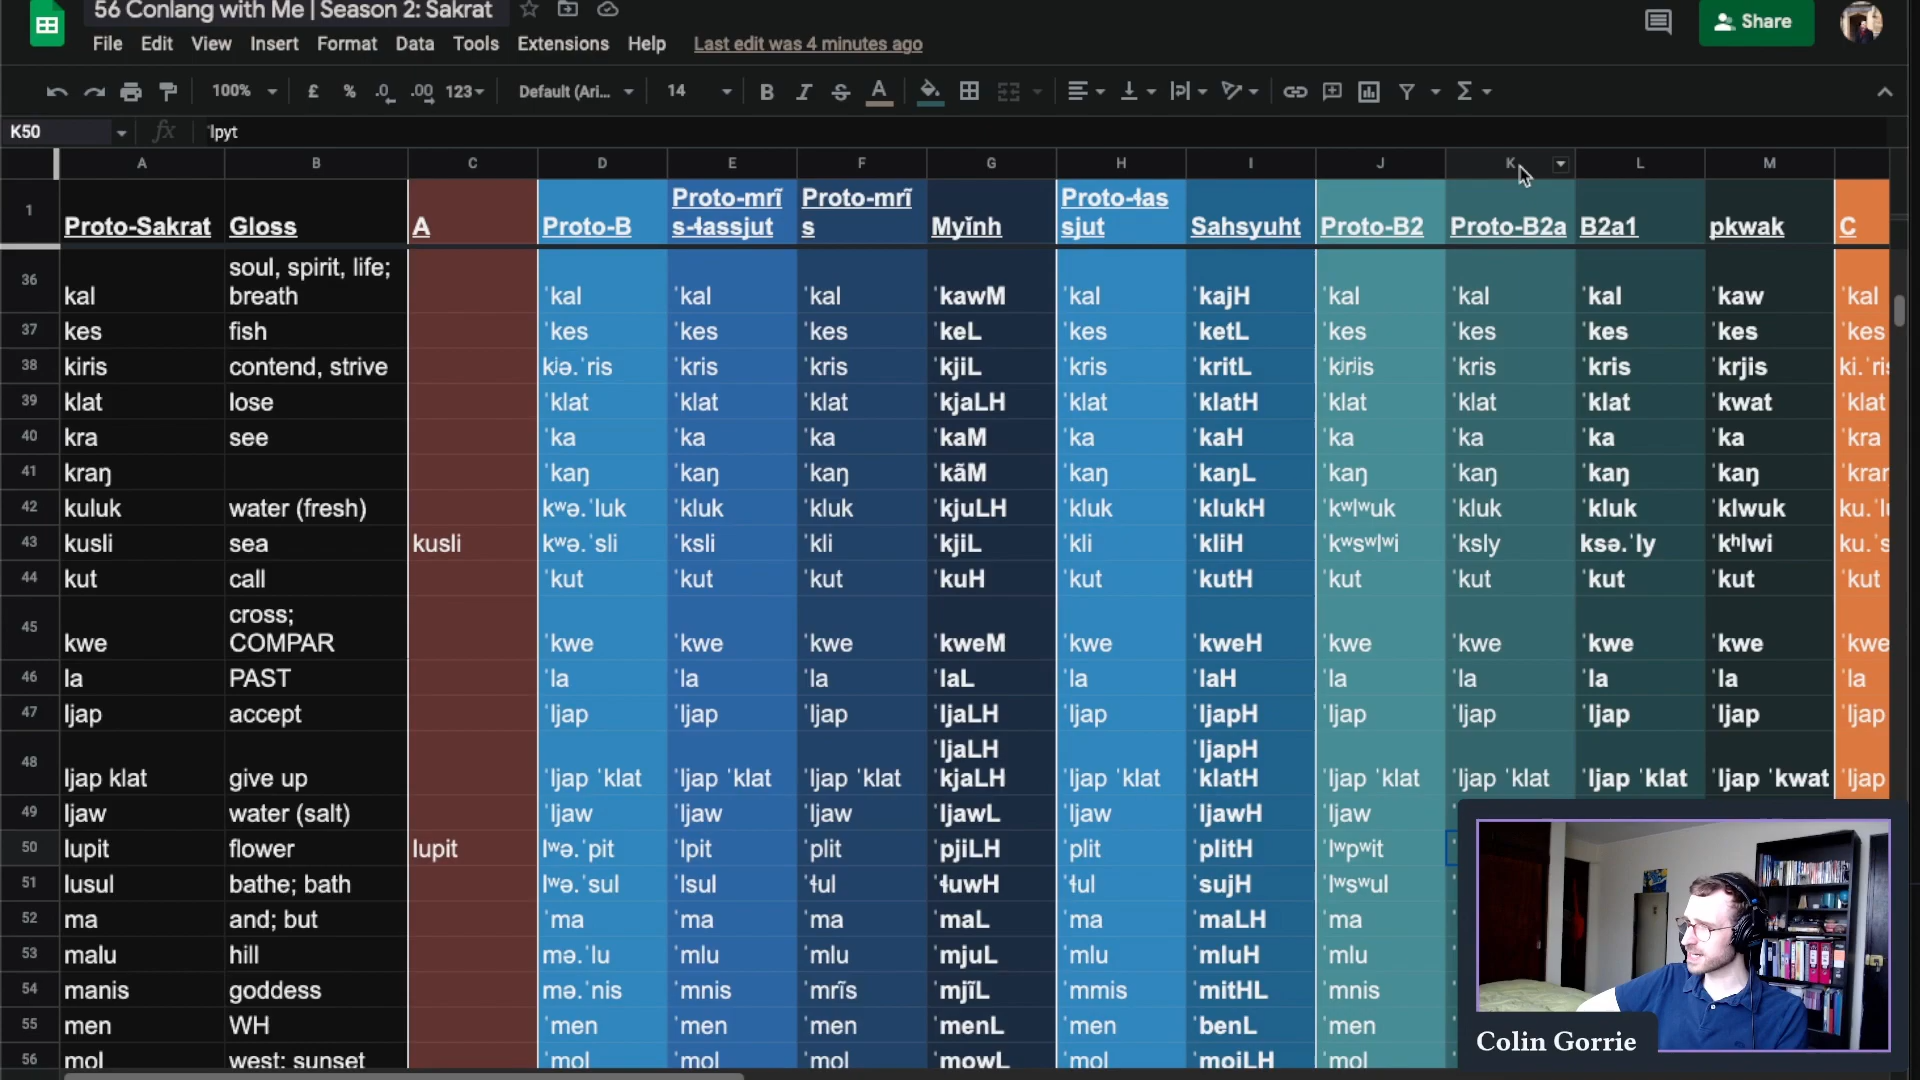 56 Conlang with Me | Season 2: Sakrat
File Edit View Insert Format Data Tools Extensions Help Last edit was 4 minutes ago
Share
100% £ % .0 .00 123 Default (Ari... 14 B I S A Σ
K50 fx ˈlpyt
A B C D E F G H I J K L M
1 Proto-Sakrat Gloss A Proto-B Proto-mrĩs-ɬassjut Proto-mrĩs Myĭnh Proto-ɬassjut Sahsyuht Proto-B2 Proto-B2a B2a1 pkwak C
36 kal soul, spirit, life; breath ˈkal ˈkal ˈkal ˈkawM ˈkal ˈkajH ˈkal ˈkal ˈkal ˈkaw ˈkal
37 kes fish ˈkes ˈkes ˈkes ˈkeL ˈkes ˈketL ˈkes ˈkes ˈkes ˈkes ˈkes
38 kiris contend, strive kʲə.ˈris ˈkris ˈkris ˈkjiL ˈkris ˈkritL ˈkʲrʲis ˈkris ˈkris ˈkrjis ki.ˈris
39 klat lose ˈklat ˈklat ˈklat ˈkjaLH ˈklat ˈklatH ˈklat ˈklat ˈklat ˈkwat ˈklat
40 kra see ˈka ˈka ˈka ˈkaM ˈka ˈkaH ˈka ˈka ˈka ˈka ˈkra
41 kraŋ ˈkaŋ ˈkaŋ ˈkaŋ ˈkãM ˈkaŋ ˈkaŋL ˈkaŋ ˈkaŋ ˈkaŋ ˈkaŋ
42 kuluk water (fresh) kʷə.ˈluk ˈkluk ˈkluk ˈkjuLH ˈkluk ˈklukH ˈkʷlʷuk ˈkluk ˈkluk ˈklwuk
43 kusli sea kusli kʷə.ˈsli ˈksli ˈkli ˈkjiL ˈkli ˈkliH ˈkʷsʷlʷi ˈksly ksə.ˈly ˈkʰlwi ku.ˈs
44 kut call ˈkut ˈkut ˈkut ˈkuH ˈkut ˈkutH ˈkut ˈkut ˈkut ˈkut ˈkut
45 kwe cross; COMPAR ˈkwe ˈkwe ˈkwe ˈkweM ˈkwe ˈkweH ˈkwe ˈkwe ˈkwe ˈkwe ˈkwe
46 la PAST ˈla ˈla ˈla ˈlaL ˈla ˈlaH ˈla ˈla ˈla ˈla ˈla
47 ljap accept ˈljap ˈljap ˈljap ˈljaLH ˈljap ˈljapH ˈljap ˈljap ˈljap ˈljap ˈljap
48 ljap klat give up ˈljap ˈklat ˈljap ˈklat ˈljap ˈklat ˈljaLH ˈkjaLH ˈljap ˈklat ˈljapH ˈklatH ˈljap ˈklat ˈljap ˈklat ˈljap ˈklat ˈljap ˈkwat ˈljap
49 ljaw water (salt) ˈljaw ˈljaw ˈljaw ˈljawL ˈljaw ˈljawH ˈljaw
50 lupit flower lupit lʷə.ˈpit ˈlpit ˈplit ˈpjiLH ˈplit ˈplitH ˈlʷpʷit
51 lusul bathe; bath lʷə.ˈsul ˈlsul ˈɬul ˈɬuwH ˈɬul ˈsujH ˈlʷsʷul
52 ma and; but ˈma ˈma ˈma ˈmaL ˈma ˈmaLH ˈma
53 malu hill mə.ˈlu ˈmlu ˈmlu ˈmjuL ˈmlu ˈmluH ˈmlu
54 manis goddess mə.ˈnis ˈmnis ˈmrĩs ˈmjĩL ˈmmis ˈmitHL ˈmnis
55 men WH ˈmen ˈmen ˈmen ˈmenL ˈmen ˈbenL ˈmen
56 mol west; sunset ˈmol ˈmol ˈmol ˈmowL ˈmol ˈmojLH ˈmol
Colin Gorrie